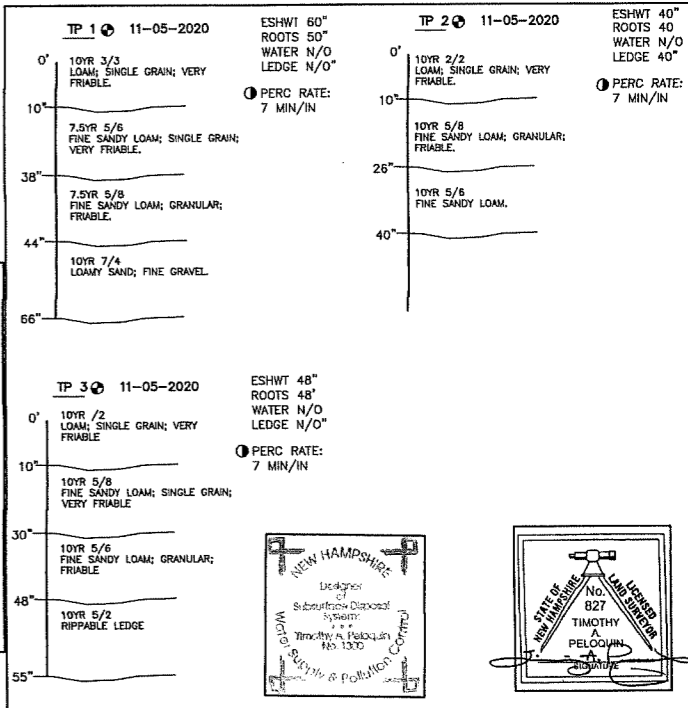 TP 1 11-05-2020
ESHWT 60"
ROOTS 50"
WATER N/O
LEDGE N/O"
PERC RATE:
7 MIN/IN
0'
10YR 3/3
LOAM; SINGLE GRAIN; VERY
FRIABLE.
10"
7.5YR 5/6
FINE SANDY LOAM; SINGLE GRAIN;
VERY FRIABLE.
38"
7.5YR 5/8
FINE SANDY LOAM; GRANULAR;
FRIABLE.
44"
10YR 7/4
LOAMY SAND; FINE GRAVEL.
66"
TP 2 11-05-2020
ESHWT 40"
ROOTS 40
WATER N/O
LEDGE 40"
PERC RATE:
7 MIN/IN
0'
10YR 2/2
LOAM; SINGLE GRAIN; VERY
FRIABLE.
10"
10YR 5/8
FINE SANDY LOAM; GRANULAR;
FRIABLE.
26"
10YR 5/6
FINE SANDY LOAM.
40"
TP 3 11-05-2020
ESHWT 48"
ROOTS 48'
WATER N/O
LEDGE N/O"
PERC RATE:
7 MIN/IN
0'
10YR /2
LOAM; SINGLE GRAIN; VERY
FRIABLE
10"
10YR 5/8
FINE SANDY LOAM; SINGLE GRAIN;
VERY FRIABLE
30"
10YR 5/6
FINE SANDY LOAM; GRANULAR;
FRIABLE
48"
10YR 5/2
RIPPABLE LEDGE
55"
NEW HAMPSHIRE
Designer
of
Subsurface Disposal
Systems
Timothy A. Peloquin
No. 1300
Water Supply & Pollution Control
STATE OF
NEW HAMPSHIRE
LICENSED
LAND SURVEYOR
No.
827
TIMOTHY
A.
PELOQUIN
SIGNATURE